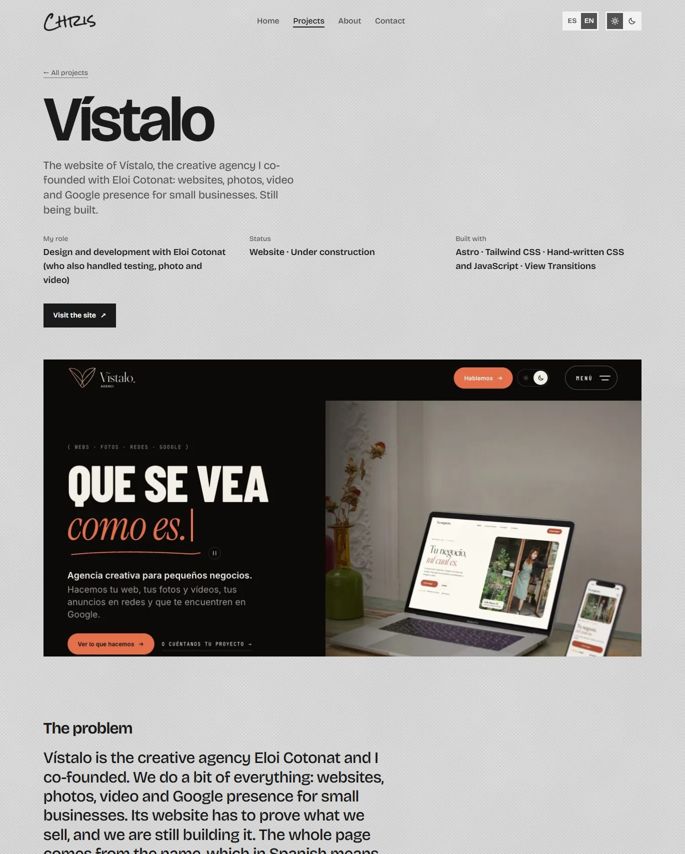 CHRIS
Home Projects About Contact
ES EN
← All projects
Vístalo
The website of Vístalo, the creative agency I co-
founded with Eloi Cotonat: websites, photos, video
and Google presence for small businesses. Still
being built.
My role
Design and development with Eloi Cotonat
(who also handled testing, photo and
video)
Status
Website · Under construction
Built with
Astro · Tailwind CSS · Hand-written CSS
and JavaScript · View Transitions
Visit the site ↗
Vístalo.
Hablemos →
MENÚ
( WEBS · FOTOS · REDES · GOOGLE )
QUE SE VEA
como es.
Agencia creativa para pequeños negocios.
Hacemos tu web, tus fotos y vídeos, tus
anuncios en redes y que te encuentren en
Google.
Ver lo que hacemos →
O CUÉNTANOS TU PROYECTO →
Tu negocio,
tal cual es.
The problem
Vístalo is the creative agency Eloi Cotonat and I
co-founded. We do a bit of everything: websites,
photos, video and Google presence for small
businesses. Its website has to prove what we
sell, and we are still building it. The whole page
comes from the name, which in Spanish means